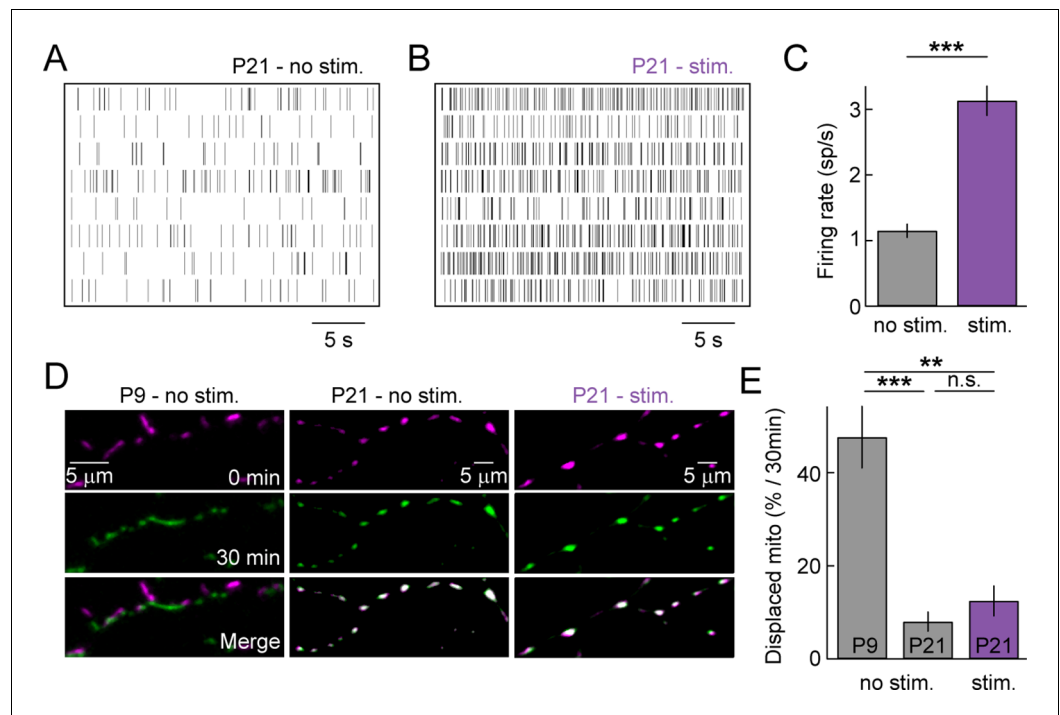 A
P21 - no stim.
5 s
B
P21 - stim.
5 s
C
***
Firing rate (sp/s)
3
2
1
0
no stim.
stim.
D
P9 - no stim.
P21 - no stim.
P21 - stim.
5 μm
0 min
5 μm
5 μm
30 min
Merge
E
**
***
n.s.
Displaced mito (% / 30min)
40
20
0
P9
P21
P21
no stim.
stim.